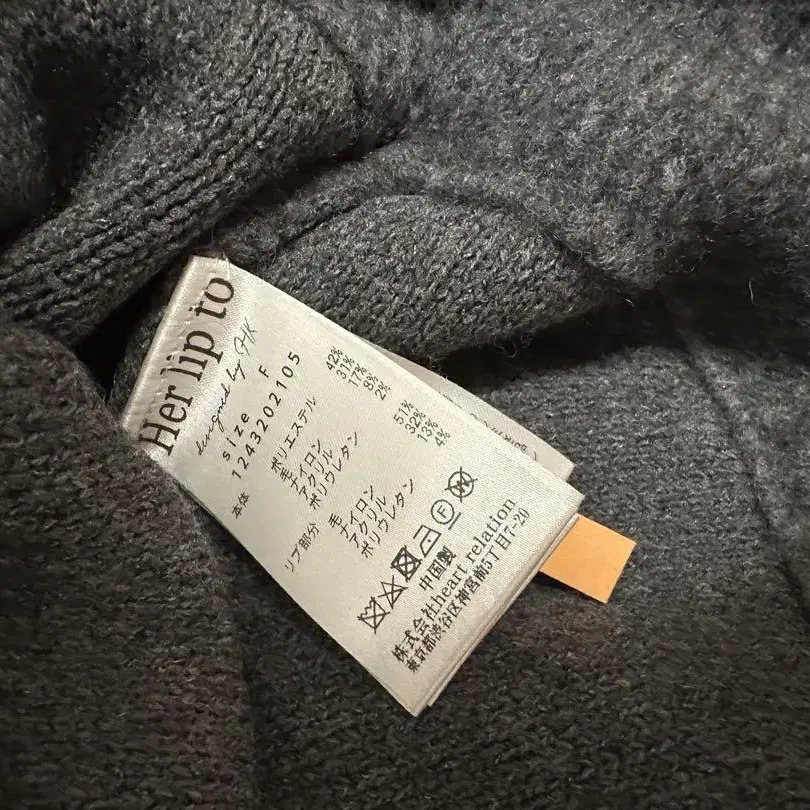 Her lip to
designed by HK
size F
1243202105
本体 ポリエステル 42%
毛 31%
ナイロン 17%
アクリル 8%
ポリウレタン 2%
リブ部分 毛 51%
ナイロン 32%
アクリル 13%
ポリウレタン 4%
F W
中国製
株式会社heart relation
東京都渋谷区神宮前5丁目7-20